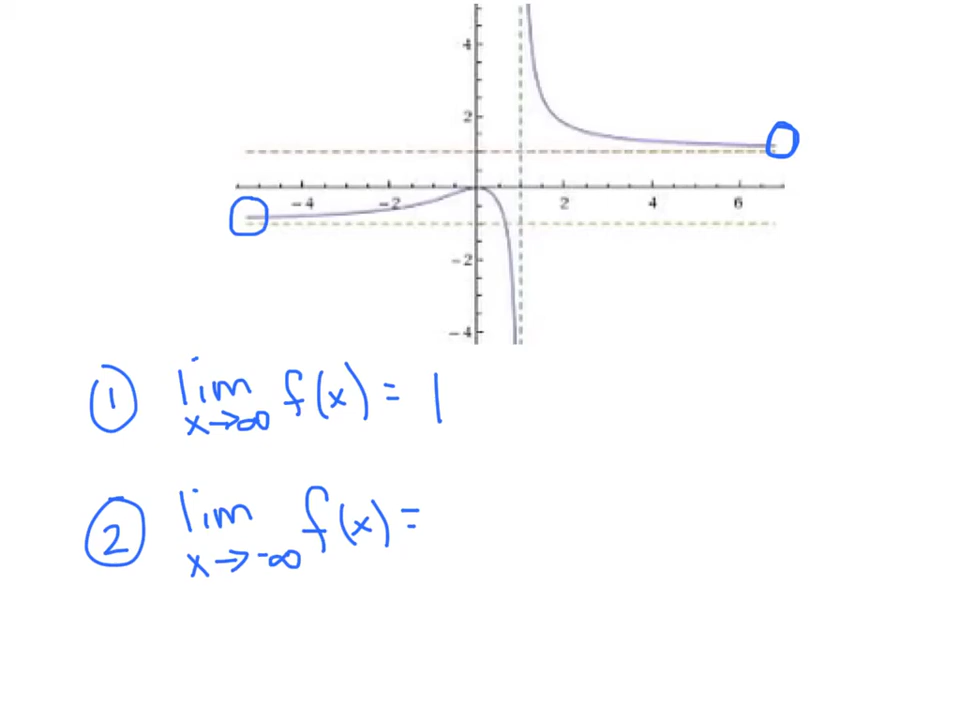 4
2
-4 -2 2 4 6
-2
-4
① lim x→∞ f(x) = 1
② lim x→-∞ f(x) =